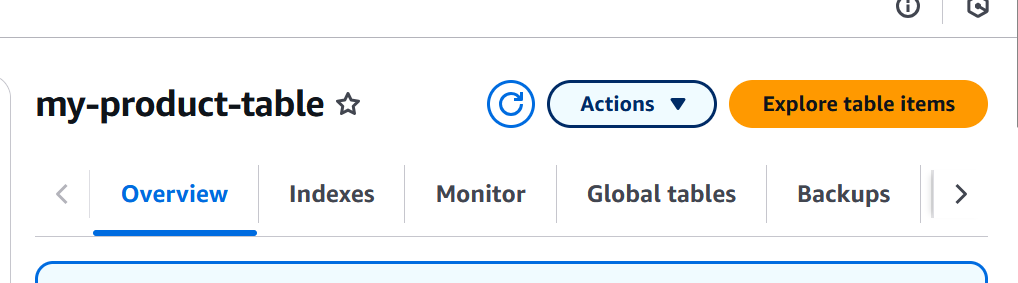 my-product-table
Actions
Explore table items
Overview
Indexes
Monitor
Global tables
Backups